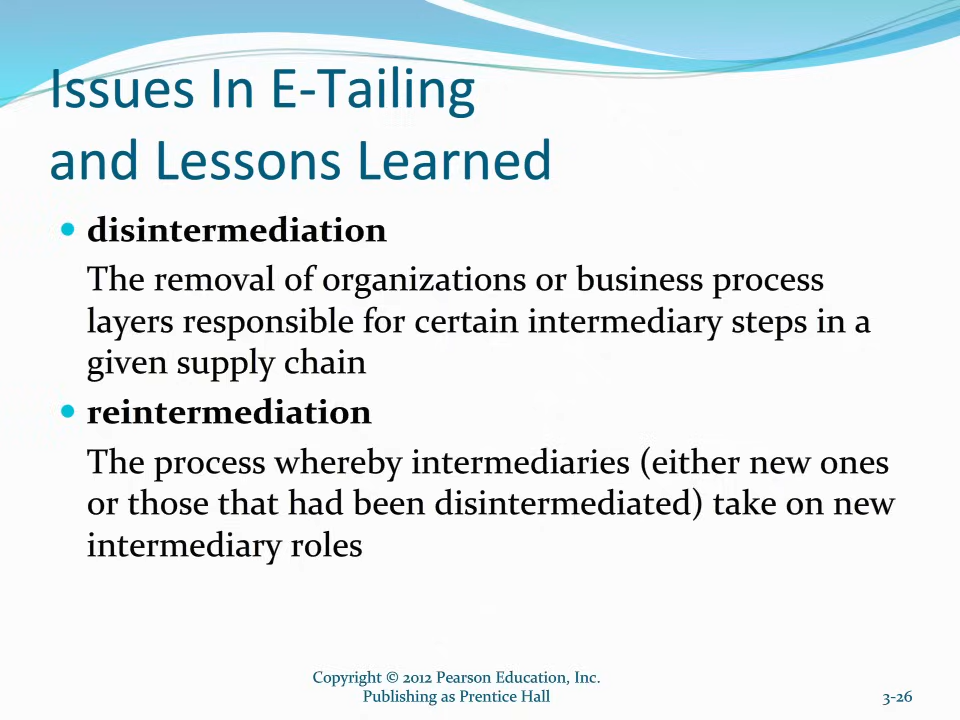 Issues In E-Tailing
and Lessons Learned
• disintermediation
The removal of organizations or business process
layers responsible for certain intermediary steps in a
given supply chain
• reintermediation
The process whereby intermediaries (either new ones
or those that had been disintermediated) take on new
intermediary roles
Copyright © 2012 Pearson Education, Inc.
Publishing as Prentice Hall
3-26